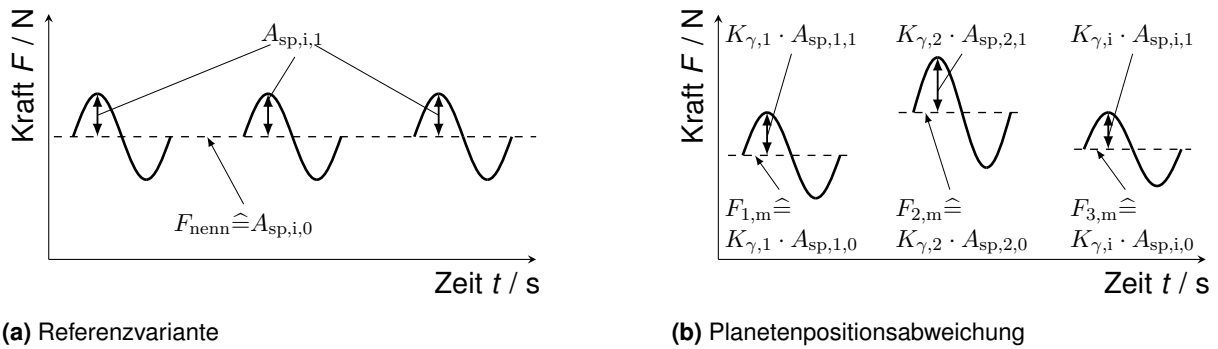 Kraft F / N
A_sp,i,1
F_nenn ≙ A_sp,i,0
Zeit t / s
(a) Referenzvariante
Kraft F / N
K_γ,1 · A_sp,1,1
K_γ,2 · A_sp,2,1
K_γ,i · A_sp,i,1
F_1,m ≙
K_γ,1 · A_sp,1,0
F_2,m ≙
K_γ,2 · A_sp,2,0
F_3,m ≙
K_γ,i · A_sp,i,0
Zeit t / s
(b) Planetenpositionsabweichung